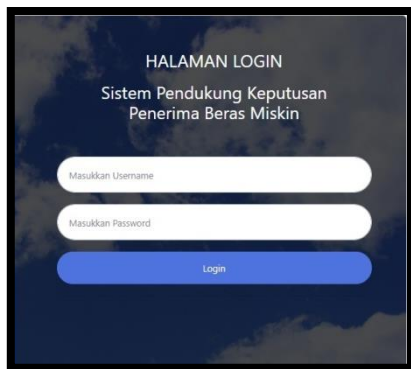 HALAMAN LOGIN
Sistem Pendukung Keputusan
Penerima Beras Miskin
Masukkan Username
Masukkan Password
Login